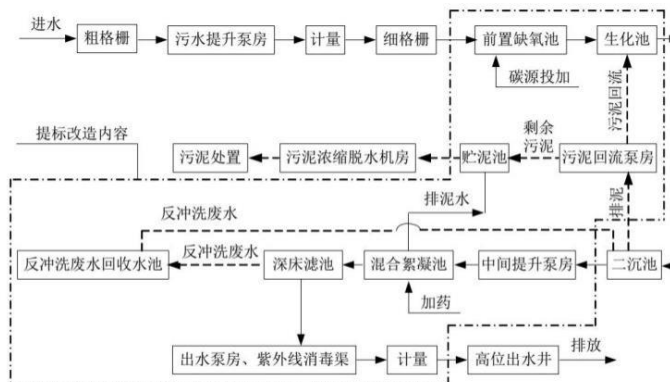 进水
粗格栅
污水提升泵房
计量
细格栅
前置缺氧池
生化池
碳源投加
污泥回流
提标改造内容
污泥处置
污泥浓缩脱水机房
贮泥池
剩余
污泥
污泥回流泵房
排泥水
排泥
反冲洗废水
反冲洗废水
反冲洗废水回收水池
深床滤池
混合絮凝池
中间提升泵房
二沉池
加药
出水泵房、紫外线消毒渠
计量
高位出水井
排放